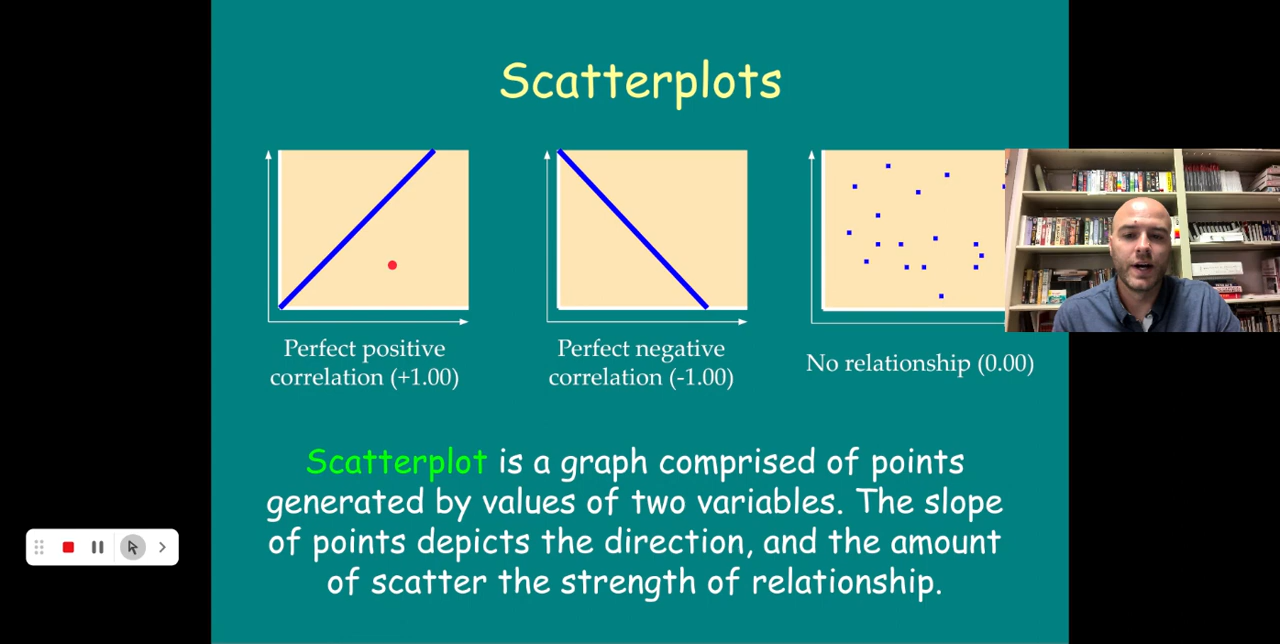 Scatterplots
Perfect positive
correlation (+1.00)
Perfect negative
correlation (-1.00)
No relationship (0.00)
Scatterplot is a graph comprised of points
generated by values of two variables. The slope
of points depicts the direction, and the amount
of scatter the strength of relationship.